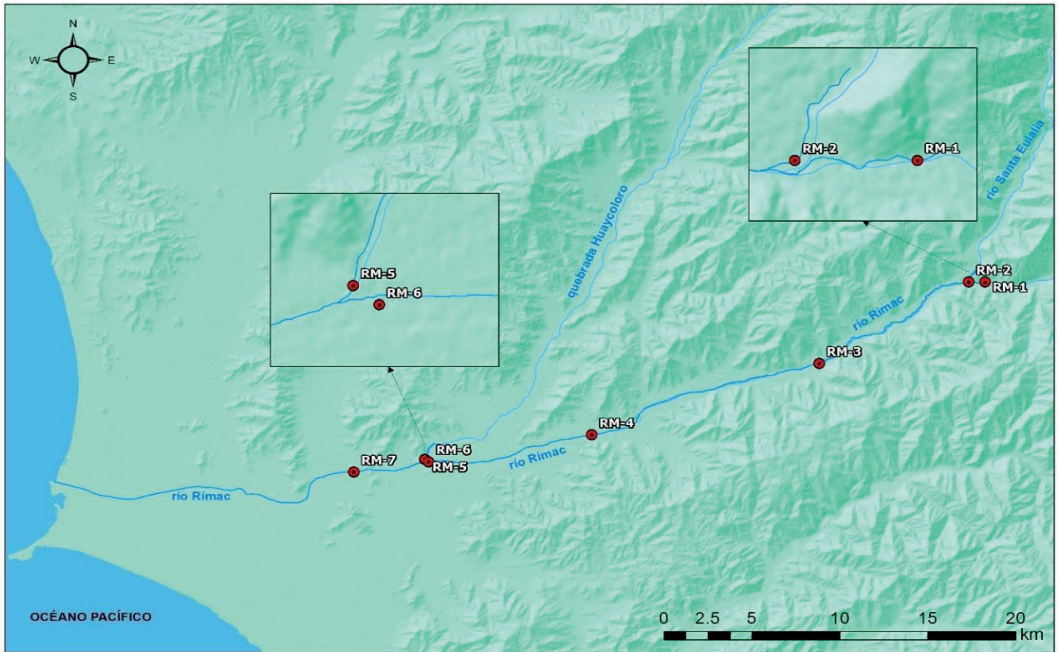 N
W E
S
RM-2
RM-1
río Santa Eulalia
quebrada Huaycoloro
RM-5
RM-6
RM-2
RM-1
río Rímac
RM-3
RM-4
RM-6
RM-5
RM-7
río Rímac
río Rímac
OCÉANO PACÍFICO
0 2.5 5 10 15 20
km